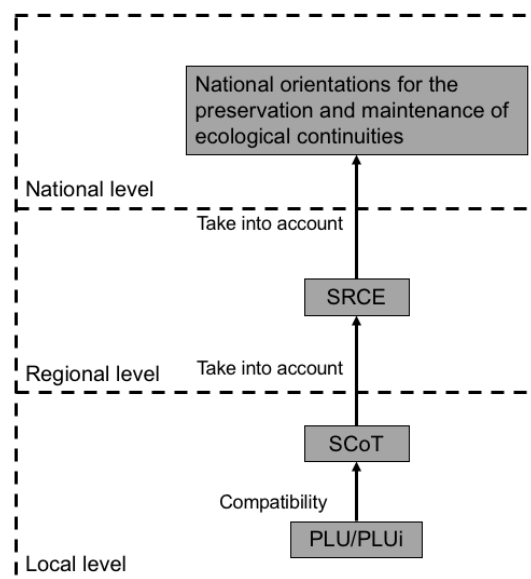 National orientations for the
preservation and maintenance of
ecological continuities
National level
Take into account
SRCE
Take into account
Regional level
SCoT
Compatibility
PLU/PLUi
Local level